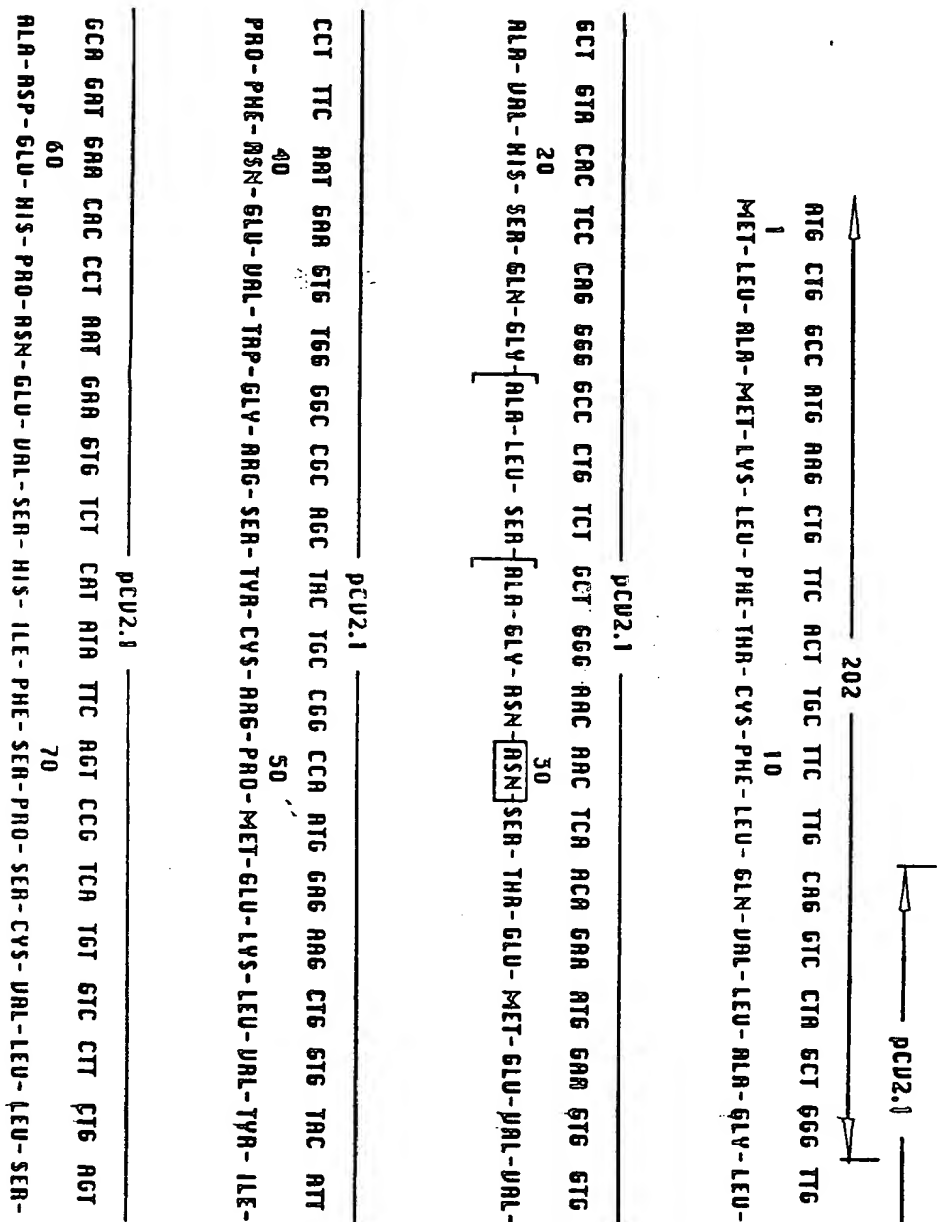 pCV2.1
202
ATG CTG GCC ATG AAG CTG TTC ACT TGC TTC TTG CAG GTC CTA GCT GGG TTG
1 10
MET-LEU-ALA-MET-LYS-LEU-PHE-THR-CYS-PHE-LEU-GLN-VAL-LEU-ALA-GLY-LEU-
pCV2.1
GCT GTA CAC TCC CAG GGG GCC CTG TCT GCT GGG AAC AAC TCA ACA GAA ATG GAA GTG GTG
20 30
ALA-VAL-HIS-SER-GLN-GLY-ALA-LEU-SER-ALA-GLY-ASN-ASN-SER-THR-GLU-MET-GLU-VAL-VAL-
pCV2.1
CCT TTC AAT GAA GTG TGG GGC CGC AGC TAC TGC CGG CCA ATG GAG AAG CTG GTG TAC ATT
40 50
PRO-PHE-ASN-GLU-VAL-TRP-GLY-ARG-SER-TYR-CYS-ARG-PRO-MET-GLU-LYS-LEU-VAL-TYR-ILE-
pCV2.1
GCA GAT GAA CAC CCT AAT GAA GTG TCT CAT ATA TTC AGT CCG TCA TGT GTC CTT CTG AGT
60 70
ALA-ASP-GLU-HIS-PRO-ASN-GLU-VAL-SER-HIS-ILE-PHE-SER-PRO-SER-CYS-VAL-LEU-LEU-SER-